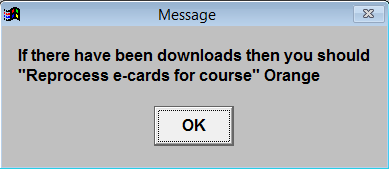 Message
If there have been downloads then you should
"Reprocess e-cards for course" Orange
OK